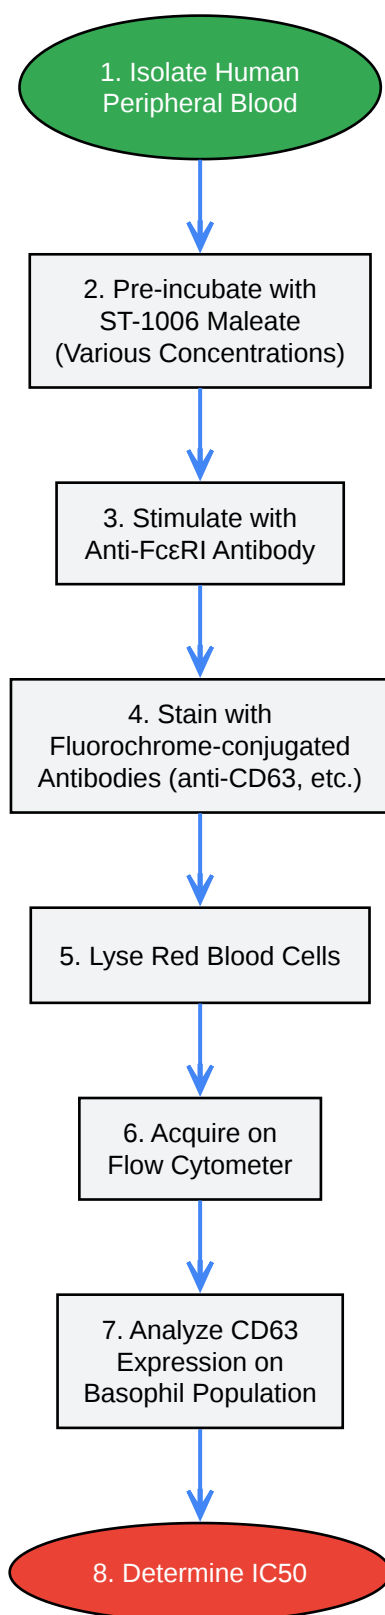 1. Isolate Human
Peripheral Blood
2. Pre-incubate with
ST-1006 Maleate
(Various Concentrations)
3. Stimulate with
Anti-FcεRI Antibody
4. Stain with
Fluorochrome-conjugated
Antibodies (anti-CD63, etc.)
5. Lyse Red Blood Cells
6. Acquire on
Flow Cytometer
7. Analyze CD63
Expression on
Basophil Population
8. Determine IC50